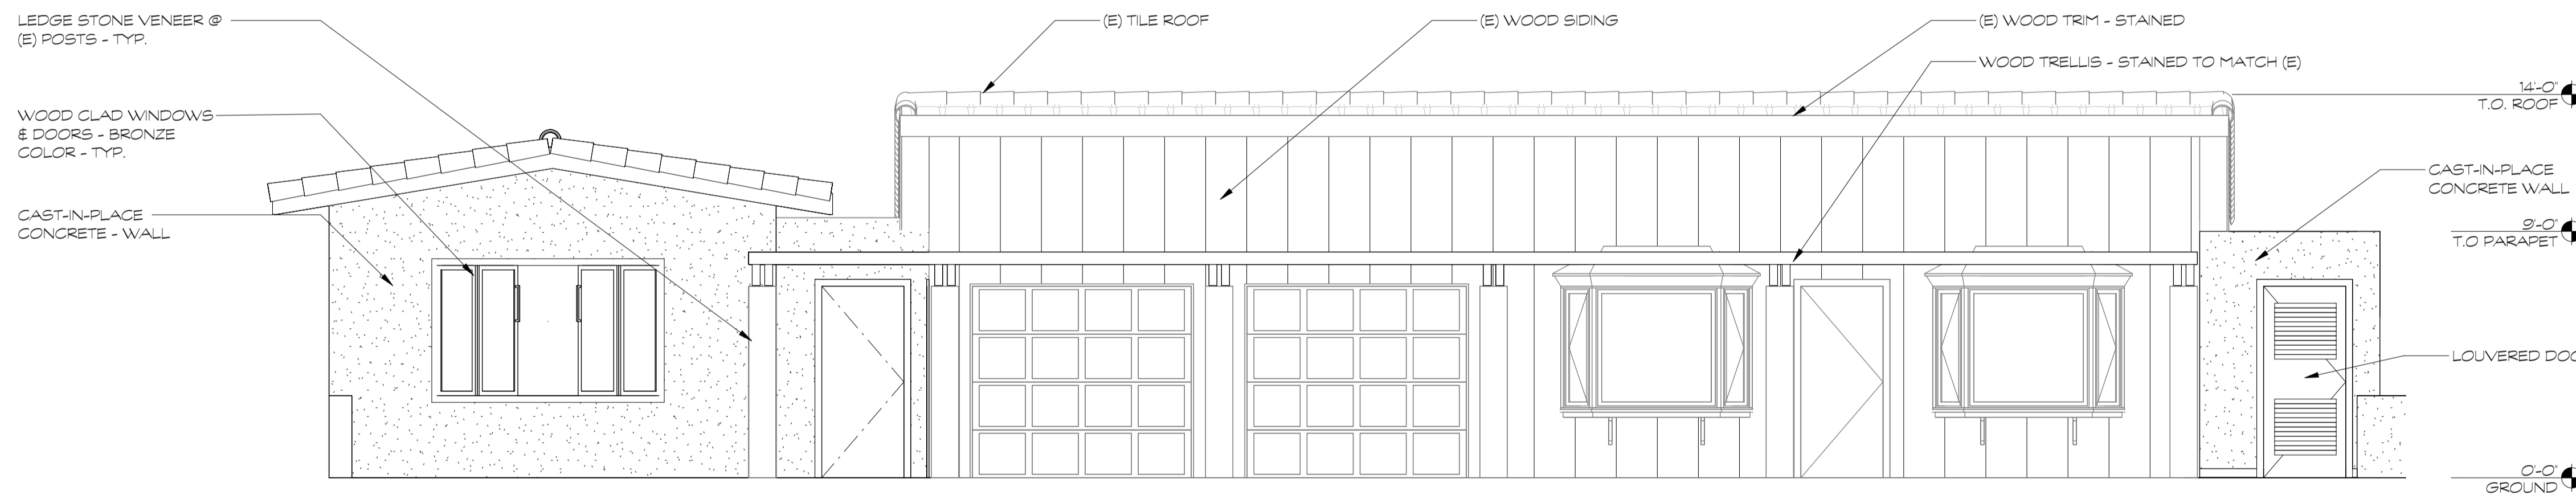 LEDGE STONE VENEER @
(E) POSTS - TYP.
(E) TILE ROOF
(E) WOOD SIDING
(E) WOOD TRIM - STAINED
WOOD TRELLIS - STAINED TO MATCH (E)
14'-0"
T.O. ROOF
WOOD CLAD WINDOWS
& DOORS - BRONZE
COLOR - TYP.
CAST-IN-PLACE
CONCRETE WALL
CAST-IN-PLACE
CONCRETE - WALL
9'-0"
T.O PARAPET
LOUVERED DOO
0'-0"
GROUND